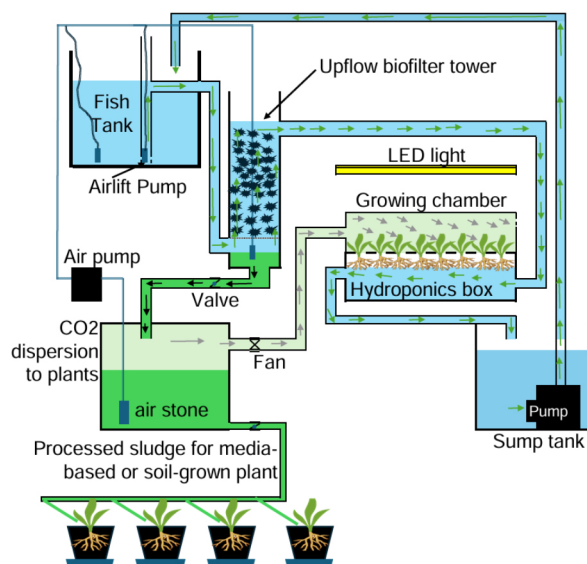 Upflow biofilter tower
Fish
Tank
LED light
Airlift Pump
Growing chamber
Air pump
Hydroponics box
Valve
CO2
dispersion
to plants
Fan
air stone
Pump
Sump tank
Processed sludge for media-
based or soil-grown plant